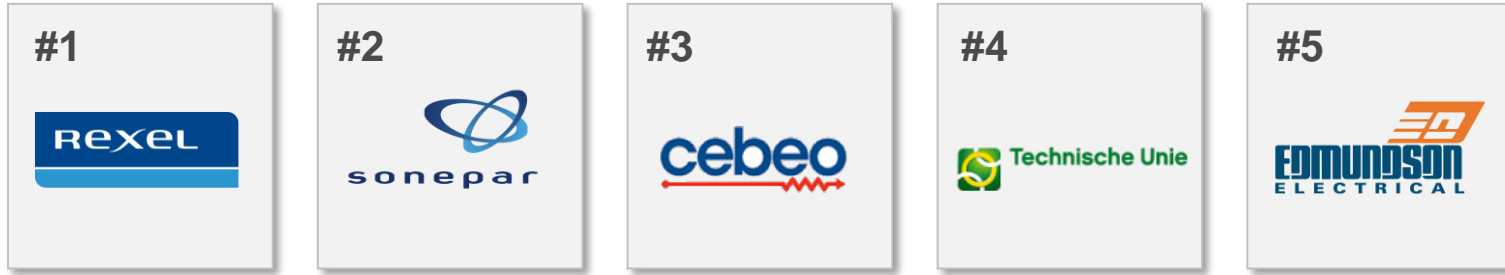 #1
REXEL
#2
sonepar
#3
cebeo
#4
Technische Unie
#5
EDMUNDSON
ELECTRICAL